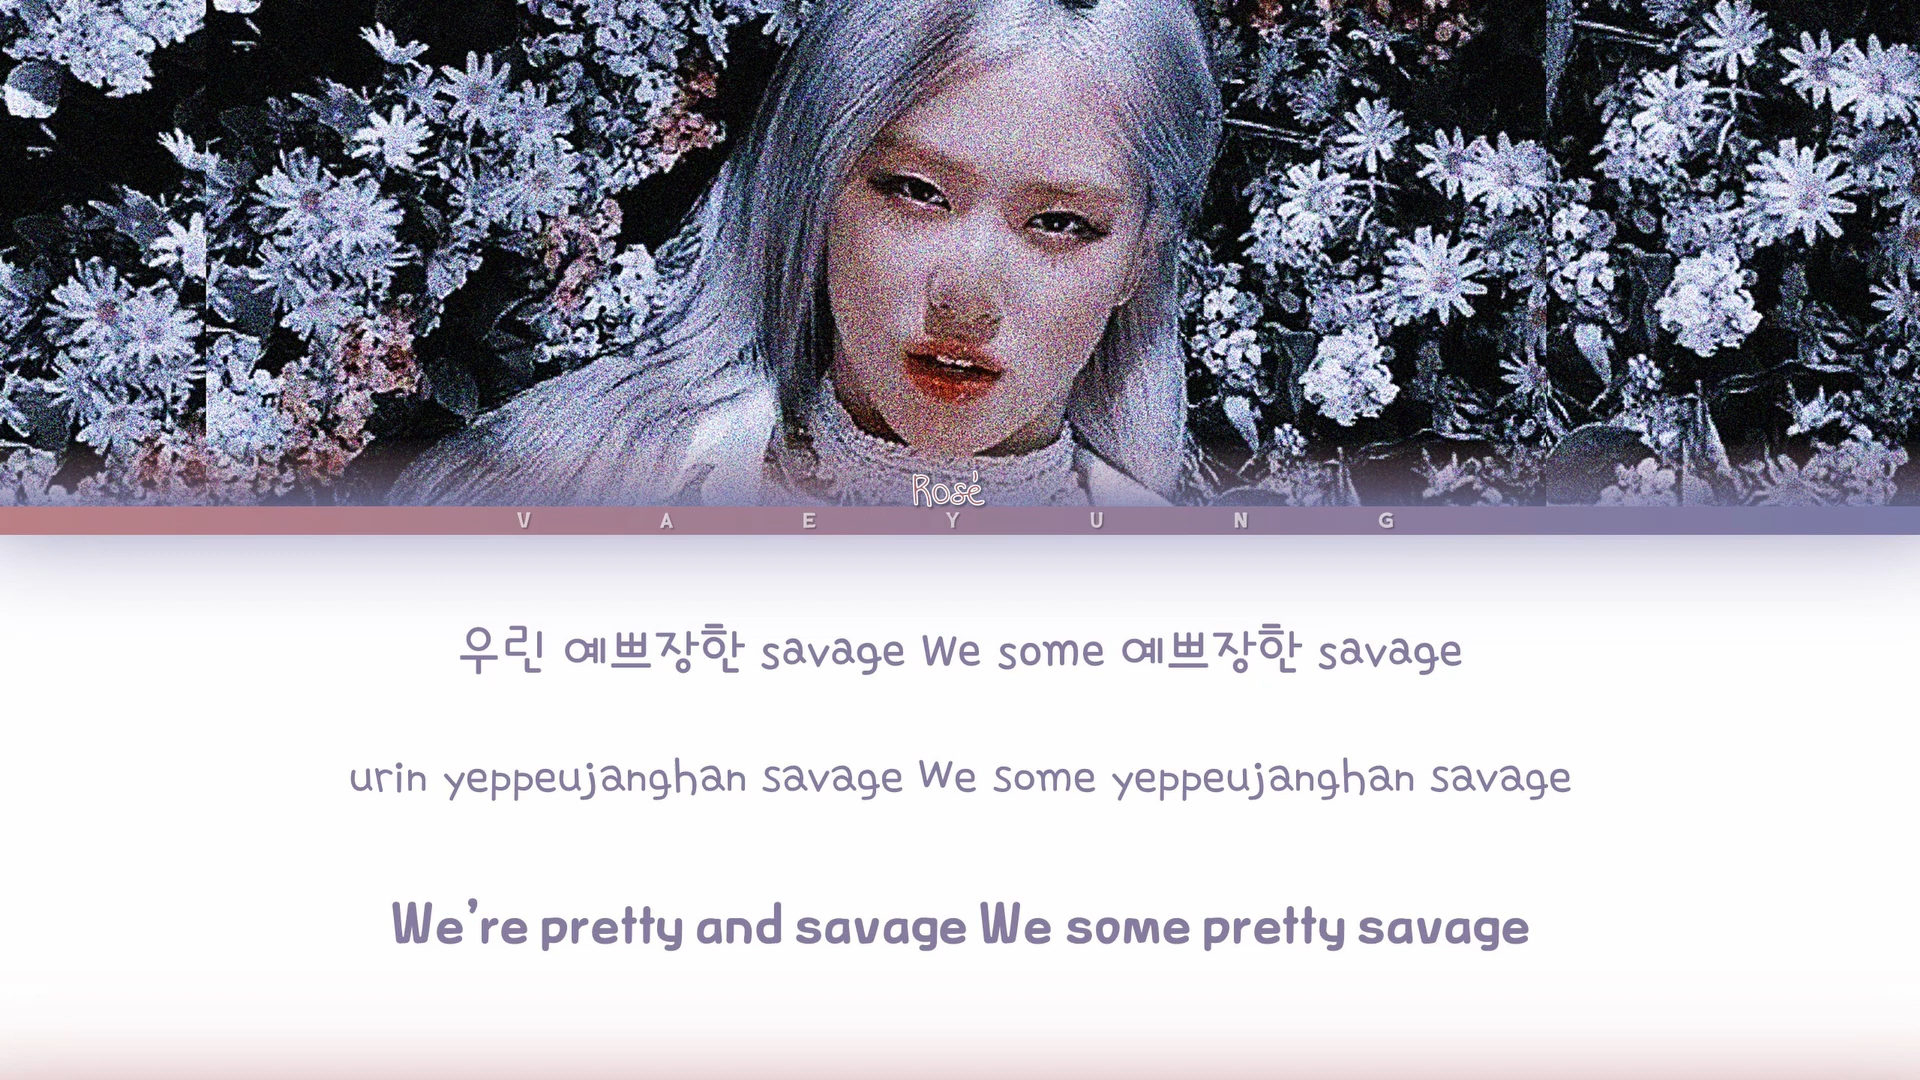 Rosé
V A E Y U N G
우린 예쁘장한 savage We some 예쁘장한 savage
urin yeppeujanghan savage We some yeppeujanghan savage
We're pretty and savage We some pretty savage